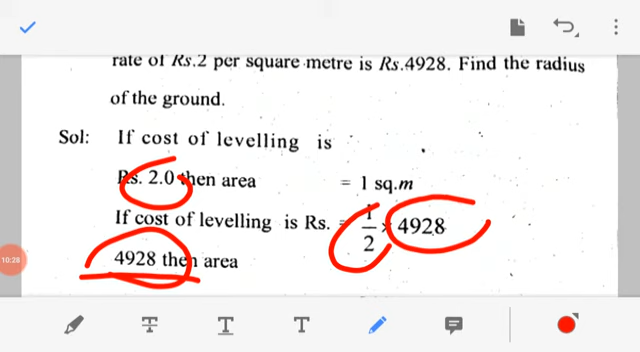 rate of Rs.2 per square metre is Rs.4928. Find the radius
of the ground.
Sol: If cost of levelling is
Rs. 2.0 then area = 1 sq.m
If cost of levelling is Rs. = 1/2 × 4928
4928 then area
10:28